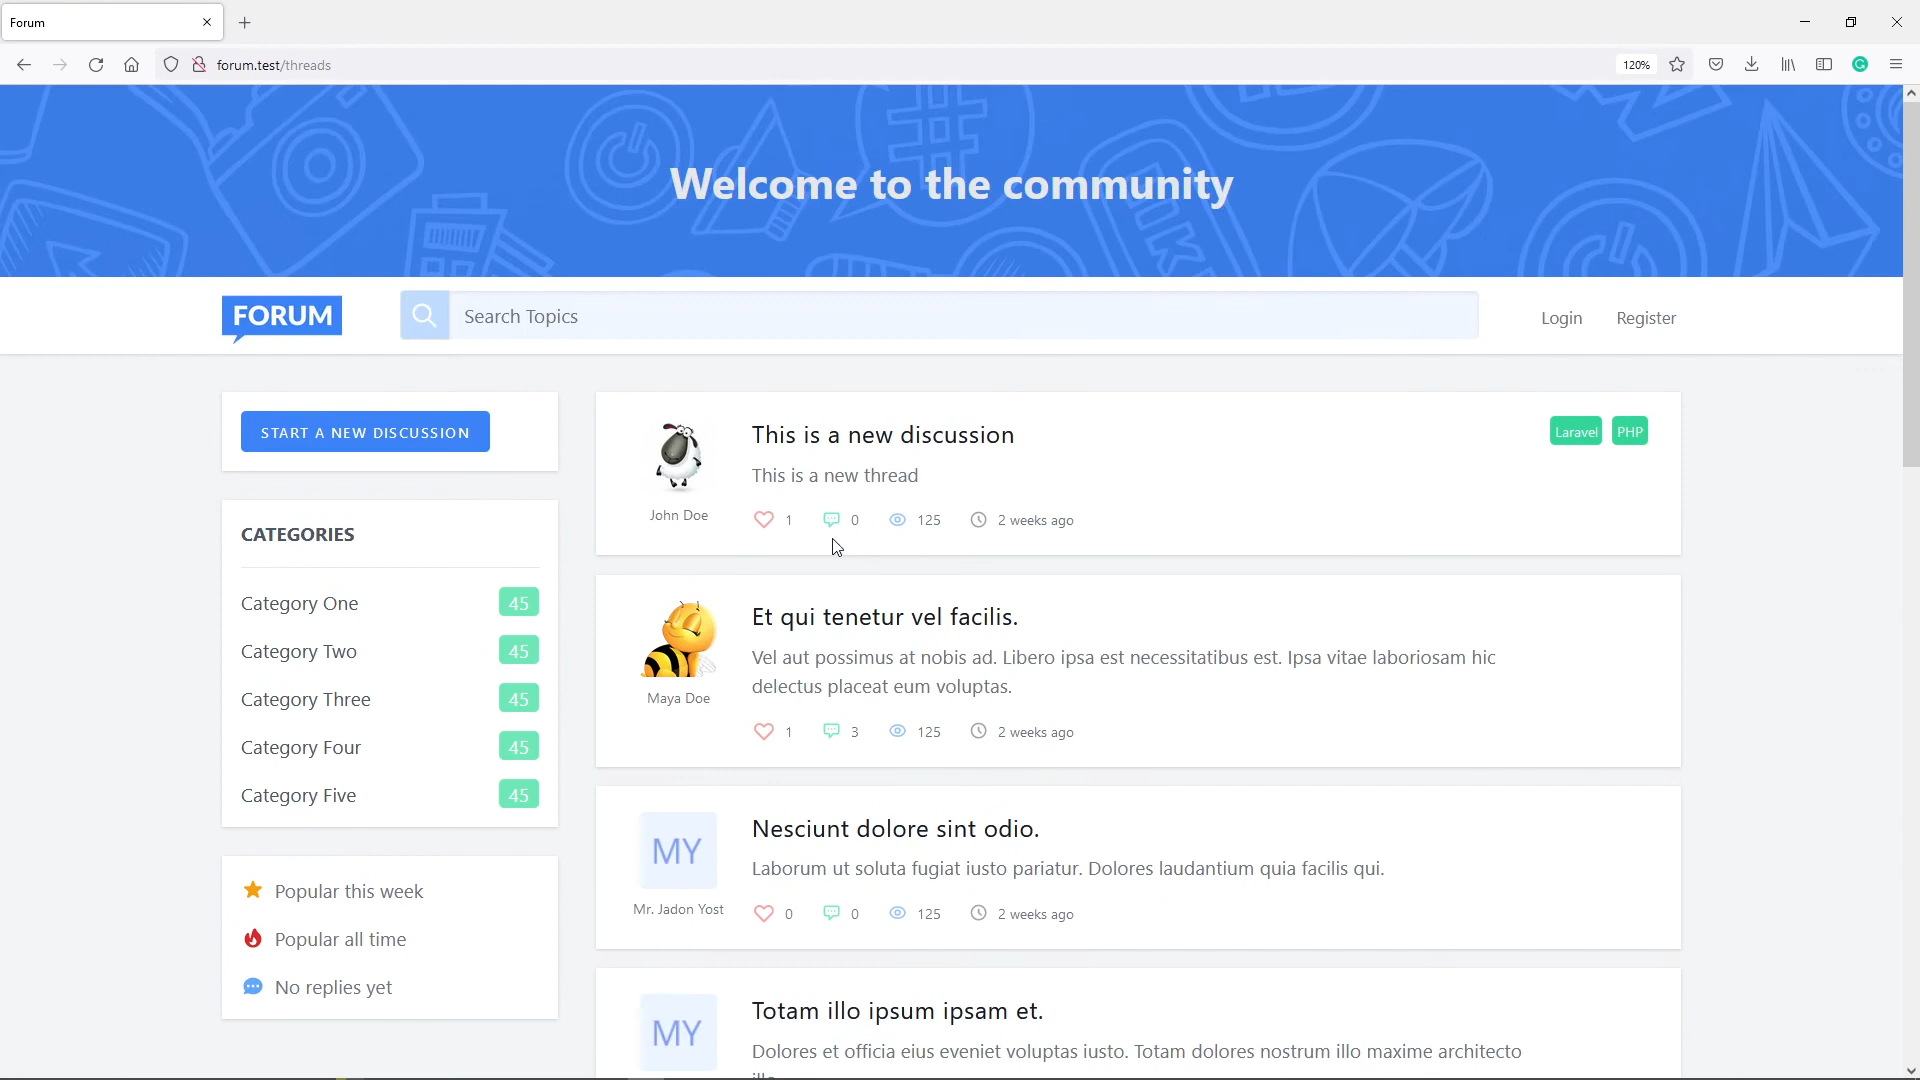 Forum
forum.test/threads
120%
Welcome to the community
FORUM
Search Topics
Login
Register
START A NEW DISCUSSION
CATEGORIES
Category One 45
Category Two 45
Category Three 45
Category Four 45
Category Five 45
Popular this week
Popular all time
No replies yet
This is a new discussion
Laravel PHP
This is a new thread
John Doe
1 0 125 2 weeks ago
Et qui tenetur vel facilis.
Vel aut possimus at nobis ad. Libero ipsa est necessitatibus est. Ipsa vitae laboriosam hic
delectus placeat eum voluptas.
Maya Doe
1 3 125 2 weeks ago
MY
Nesciunt dolore sint odio.
Laborum ut soluta fugiat iusto pariatur. Dolores laudantium quia facilis qui.
Mr. Jadon Yost
0 0 125 2 weeks ago
MY
Totam illo ipsum ipsam et.
Dolores et officia eius eveniet voluptas iusto. Totam dolores nostrum illo maxime architecto